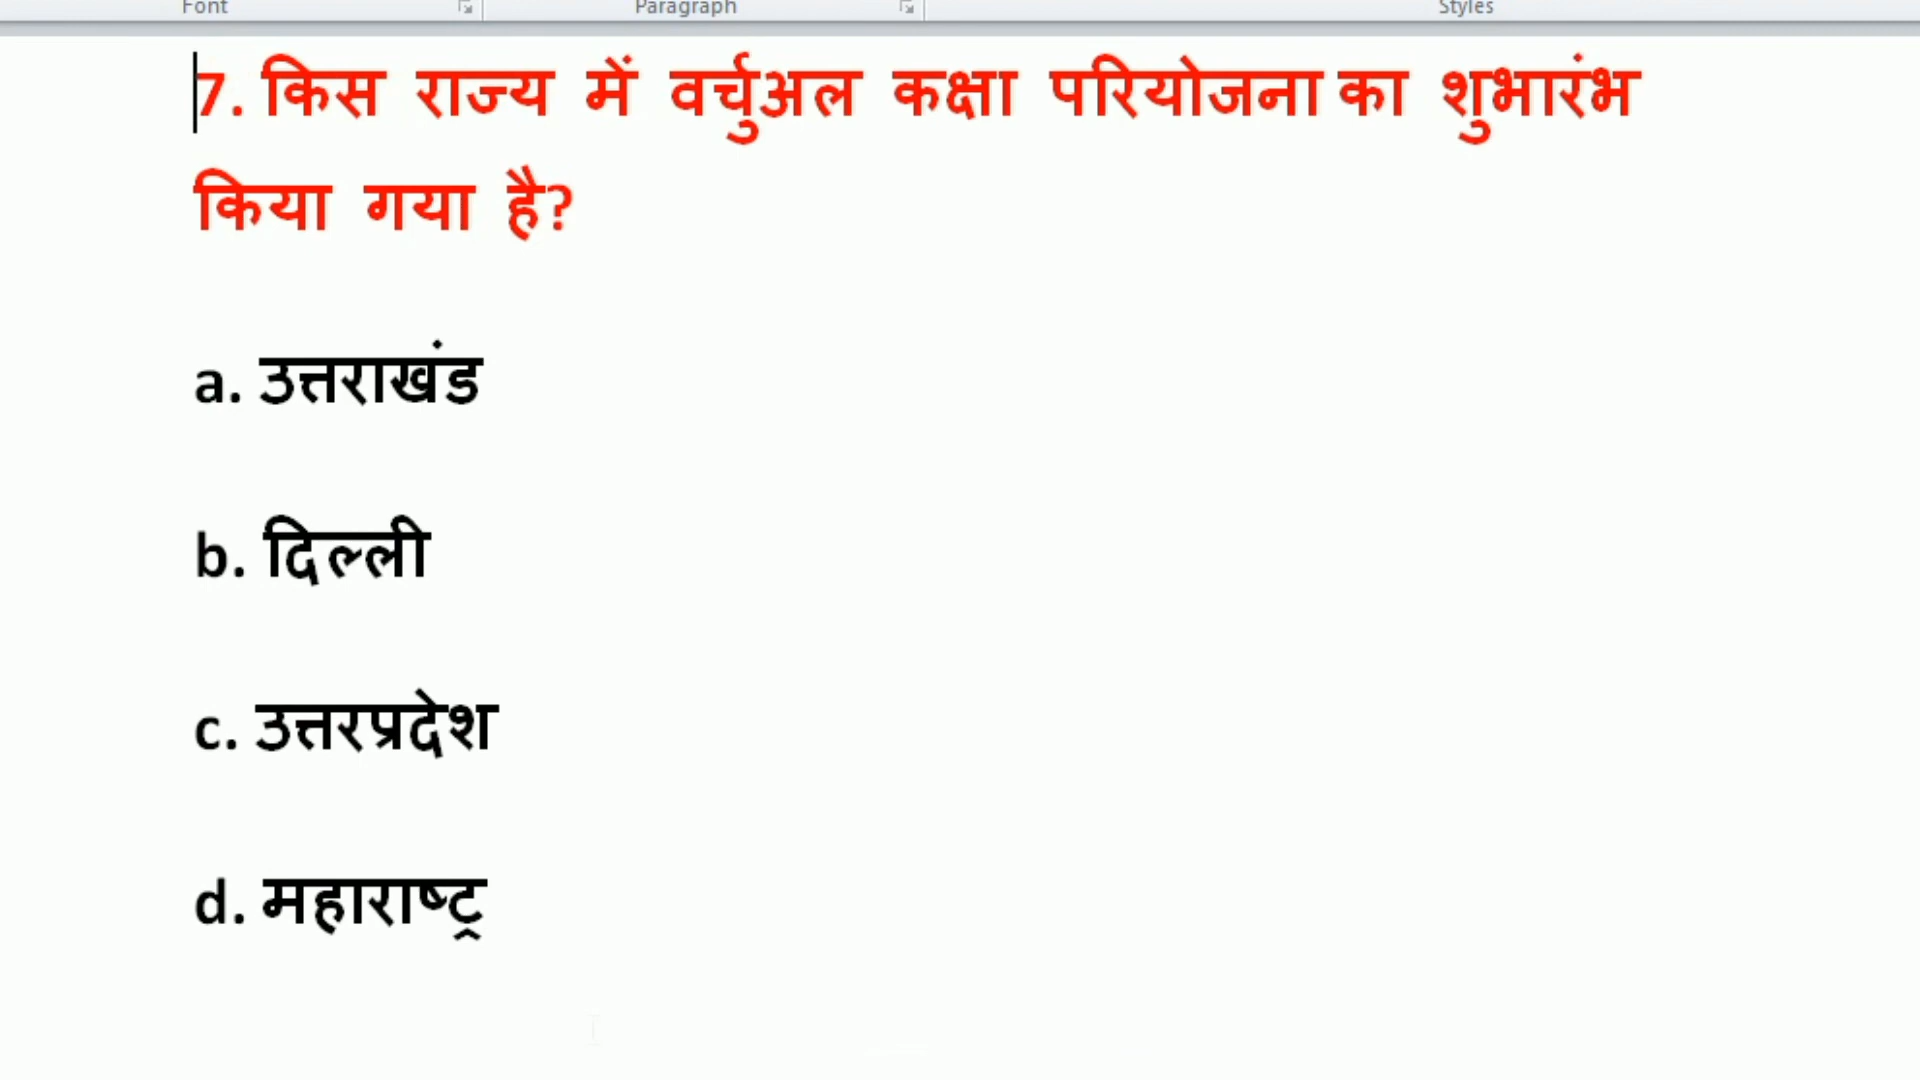 Font Paragraph Styles
7. किस राज्य में वर्चुअल कक्षा परियोजना का शुभारंभ
किया गया है?
a. उत्तराखंड
b. दिल्ली
c. उत्तरप्रदेश
d. महाराष्ट्र